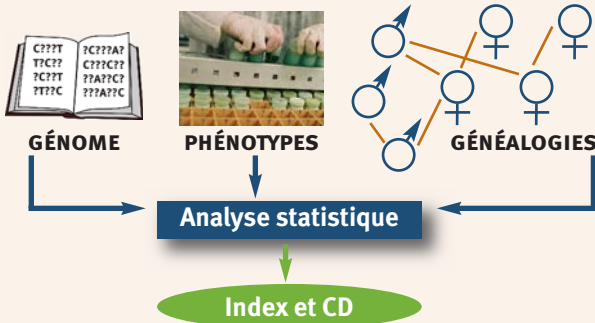 C???T
T?C??
?C??T
?T??C
?C???A?
C???C??
??A??C?
???A??C
GÉNOME
PHÉNOTYPES
GÉNÉALOGIES
Analyse statistique
Index et CD